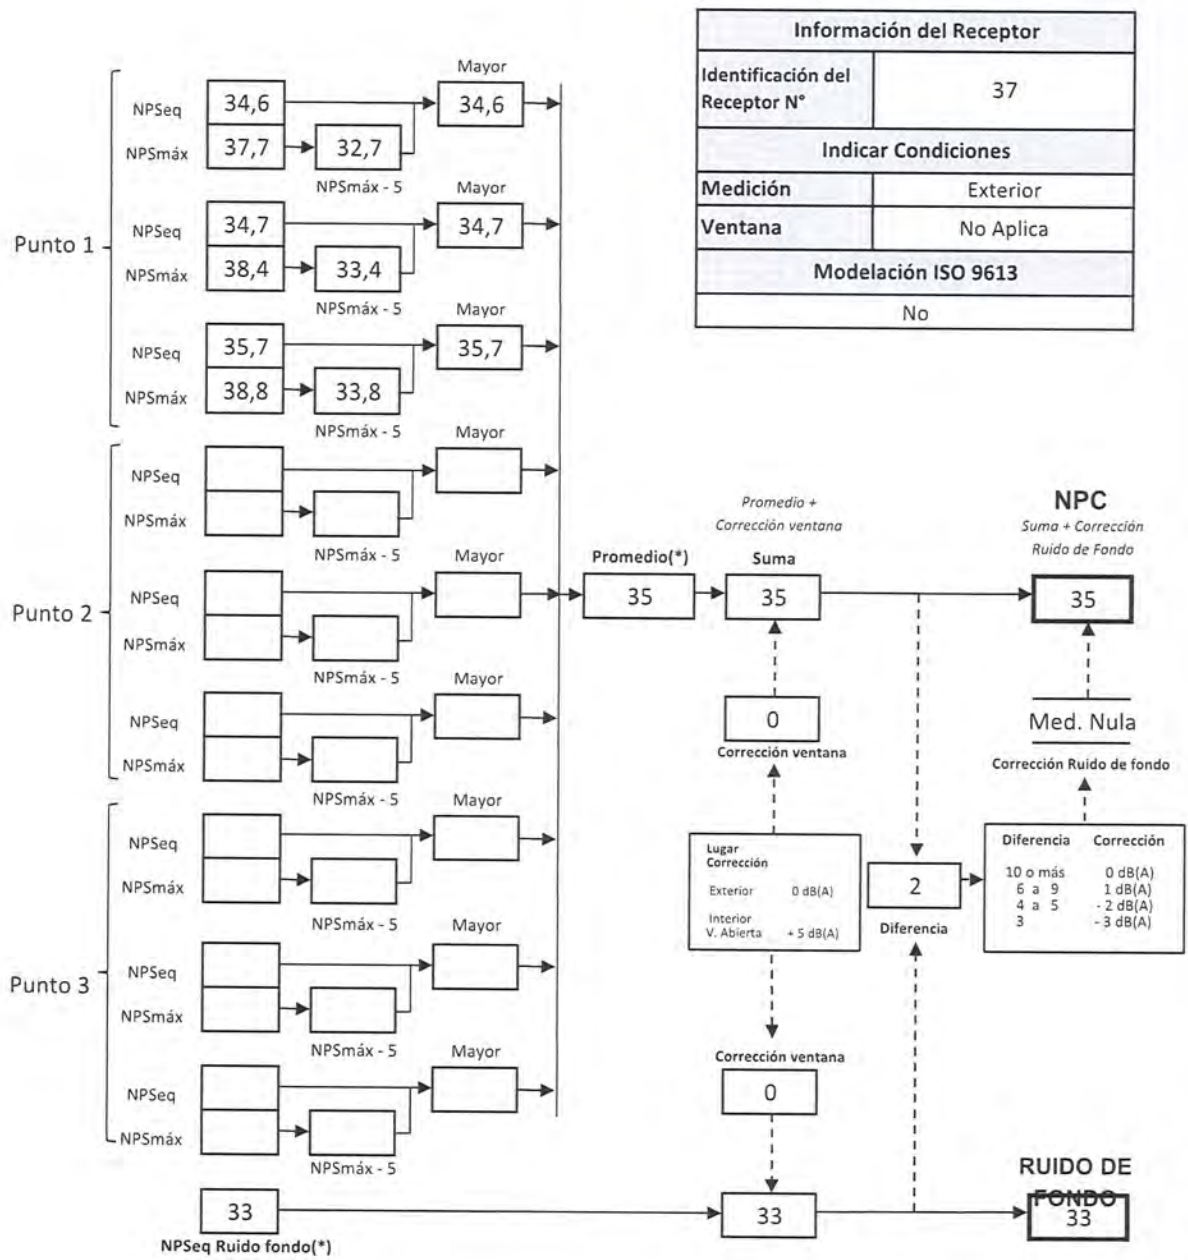 Información del Receptor
Identificación del Receptor N° 37
Indicar Condiciones
Medición Exterior
Ventana No Aplica
Modelación ISO 9613
No
Punto 1
Mayor
NPSeq 34,6 34,6
NPSmáx 37,7 32,7
NPSmáx - 5
Mayor
NPSeq 34,7 34,7
NPSmáx 38,4 33,4
NPSmáx - 5
Mayor
NPSeq 35,7 35,7
NPSmáx 38,8 33,8
NPSmáx - 5
Punto 2
Mayor
NPSeq
NPSmáx
NPSmáx - 5
Mayor
NPSeq
NPSmáx
NPSmáx - 5
Mayor
NPSeq
NPSmáx
NPSmáx - 5
Punto 3
Mayor
NPSeq
NPSmáx
NPSmáx - 5
Mayor
NPSeq
NPSmáx
NPSmáx - 5
Mayor
NPSeq
NPSmáx
NPSmáx - 5
33
NPSeq Ruido fondo(*)
Promedio(*)
35
Promedio +
Corrección ventana
Suma
35
0
Corrección ventana
Lugar
Corrección
Exterior 0 dB(A)
Interior
V. Abierta + 5 dB(A)
Corrección ventana
0
33
2
Diferencia
NPC
Suma + Corrección
Ruido de Fondo
35
Med. Nula
Corrección Ruido de fondo
Diferencia Corrección
10 o más 0 dB(A)
6 a 9 1 dB(A)
4 a 5 - 2 dB(A)
3 - 3 dB(A)
RUIDO DE
FONDO
33